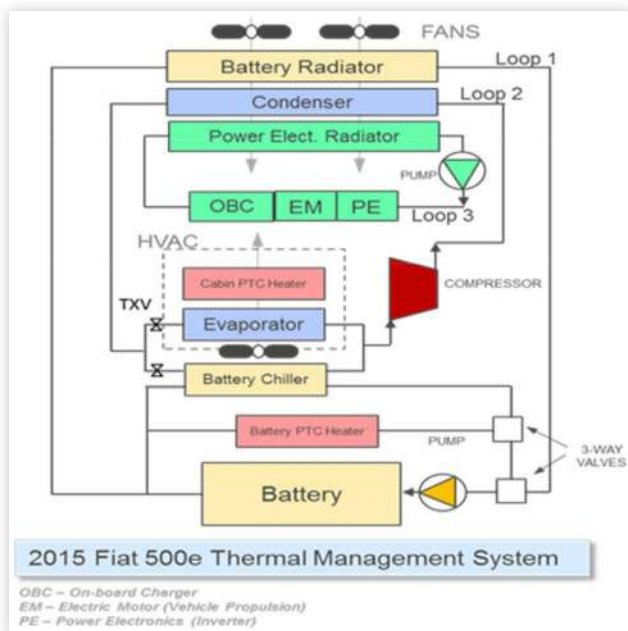 FANS
Battery Radiator
Loop 1
Condenser
Loop 2
Power Elect. Radiator
PUMP
OBC
EM
PE
Loop 3
HVAC
Cabin PTC Heater
COMPRESSOR
TXV
Evaporator
Battery Chiller
Battery PTC Heater
PUMP
3-WAY
VALVES
Battery
2015 Fiat 500e Thermal Management System
OBC – On-board Charger
EM – Electric Motor (Vehicle Propulsion)
PE – Power Electronics (Inverter)